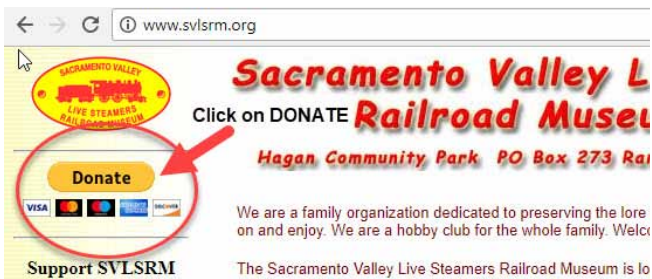 www.svlsrm.org
SACRAMENTO VALLEY
LIVE STEAMERS
RAILROAD MUSEUM
Sacramento Valley L
Click on DONATE
Railroad Museu
Hagan Community Park PO Box 273 Ran
Donate
VISA
DISCOVER
We are a family organization dedicated to preserving the lore
on and enjoy. We are a hobby club for the whole family. Welco
Support SVLSRM
The Sacramento Valley Live Steamers Railroad Museum is lo